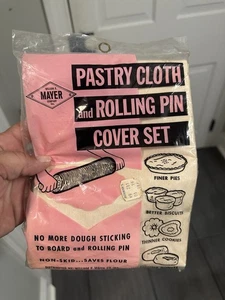 MAYER
PASTRY CLOTH
and ROLLING PIN
COVER SET
FINER PIES
BETTER BISCUITS
THINNER COOKIES
NO MORE DOUGH STICKING
TO BOARD and ROLLING PIN
NON-SKID...SAVES FLOUR